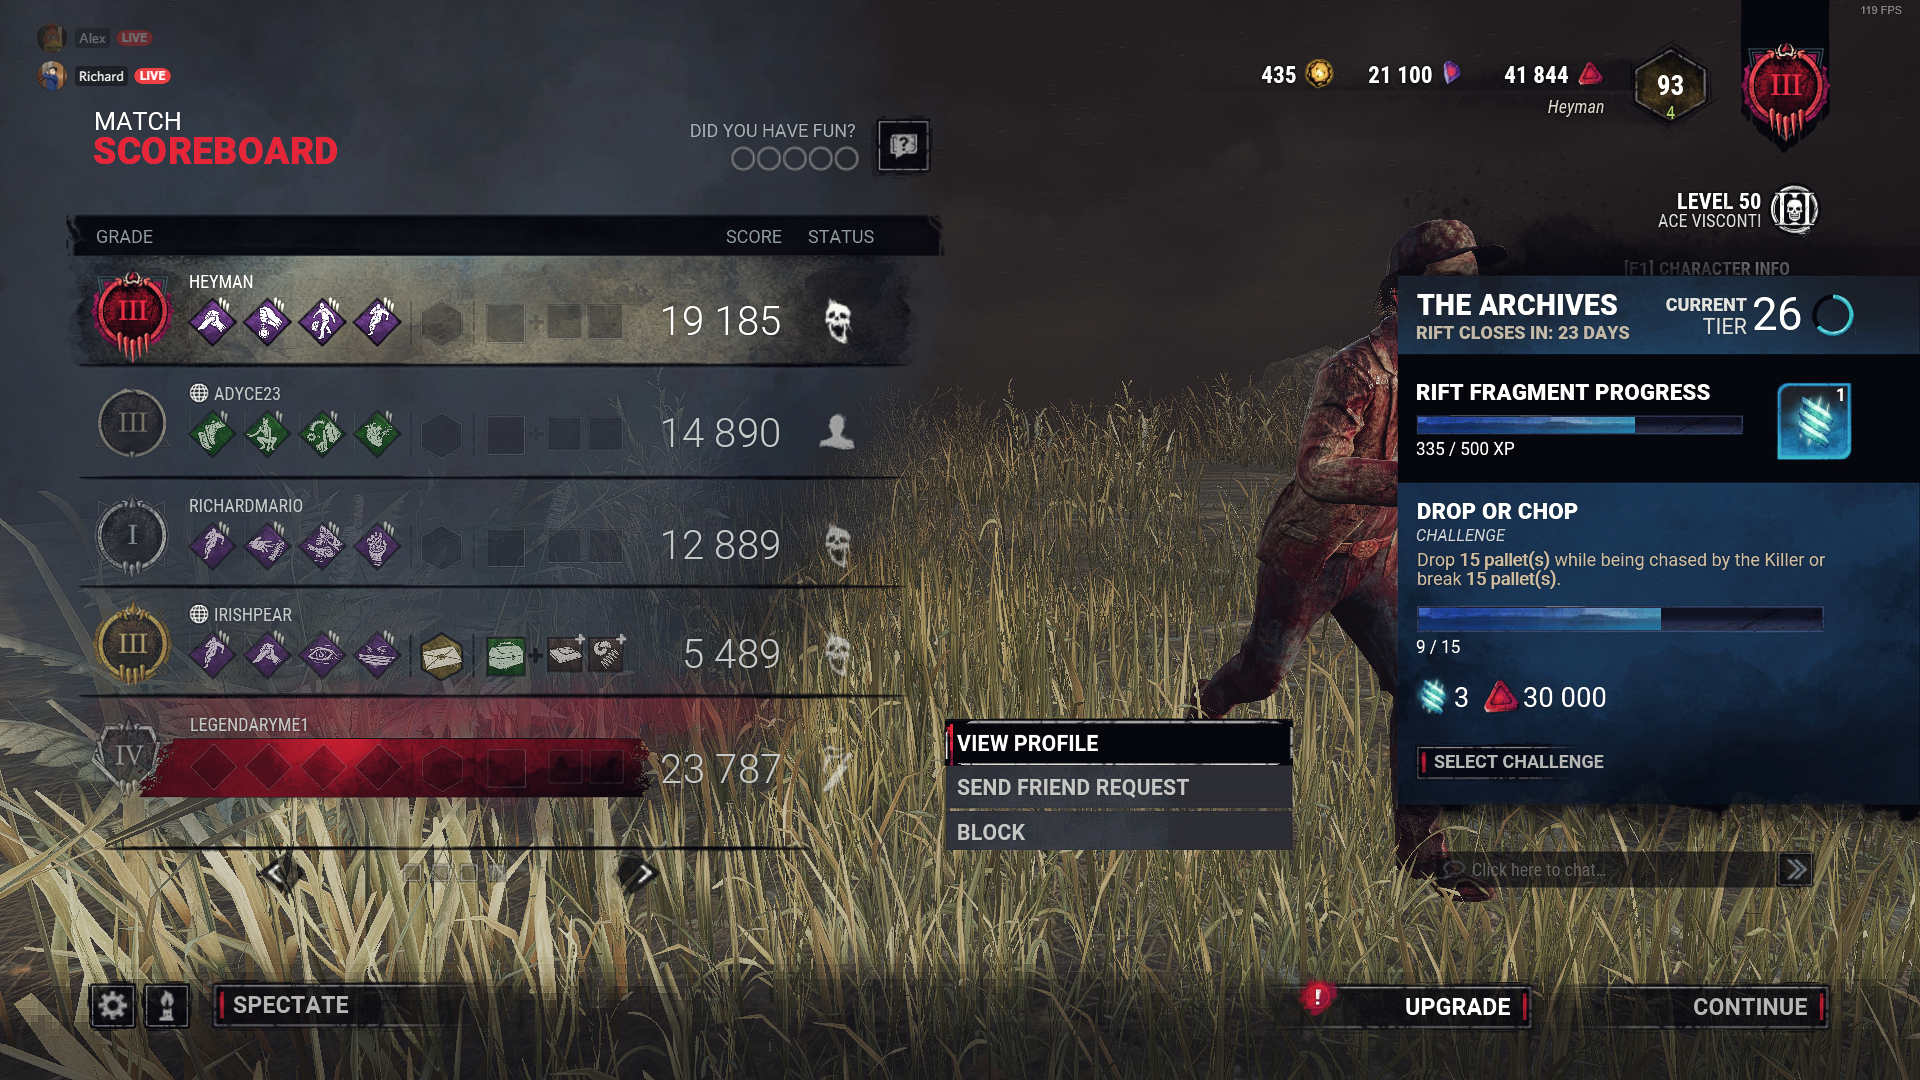 119 FPS
Alex LIVE
Richard LIVE
435
21 100
41 844
Heyman
93
4
III
MATCH
SCOREBOARD
DID YOU HAVE FUN?
?
LEVEL 50
ACE VISCONTI
[F1] CHARACTER INFO
GRADE SCORE STATUS
III
HEYMAN
19 185
III
ADYCE23
14 890
I
RICHARDMARIO
12 889
III
IRISHPEAR
5 489
IV
LEGENDARYME1
23 787
THE ARCHIVES
RIFT CLOSES IN: 23 DAYS
CURRENT
TIER 26
RIFT FRAGMENT PROGRESS
1
335 / 500 XP
DROP OR CHOP
CHALLENGE
Drop 15 pallet(s) while being chased by the Killer or
break 15 pallet(s).
9 / 15
3 30 000
SELECT CHALLENGE
VIEW PROFILE
SEND FRIEND REQUEST
BLOCK
Click here to chat...
SPECTATE
!
UPGRADE
CONTINUE